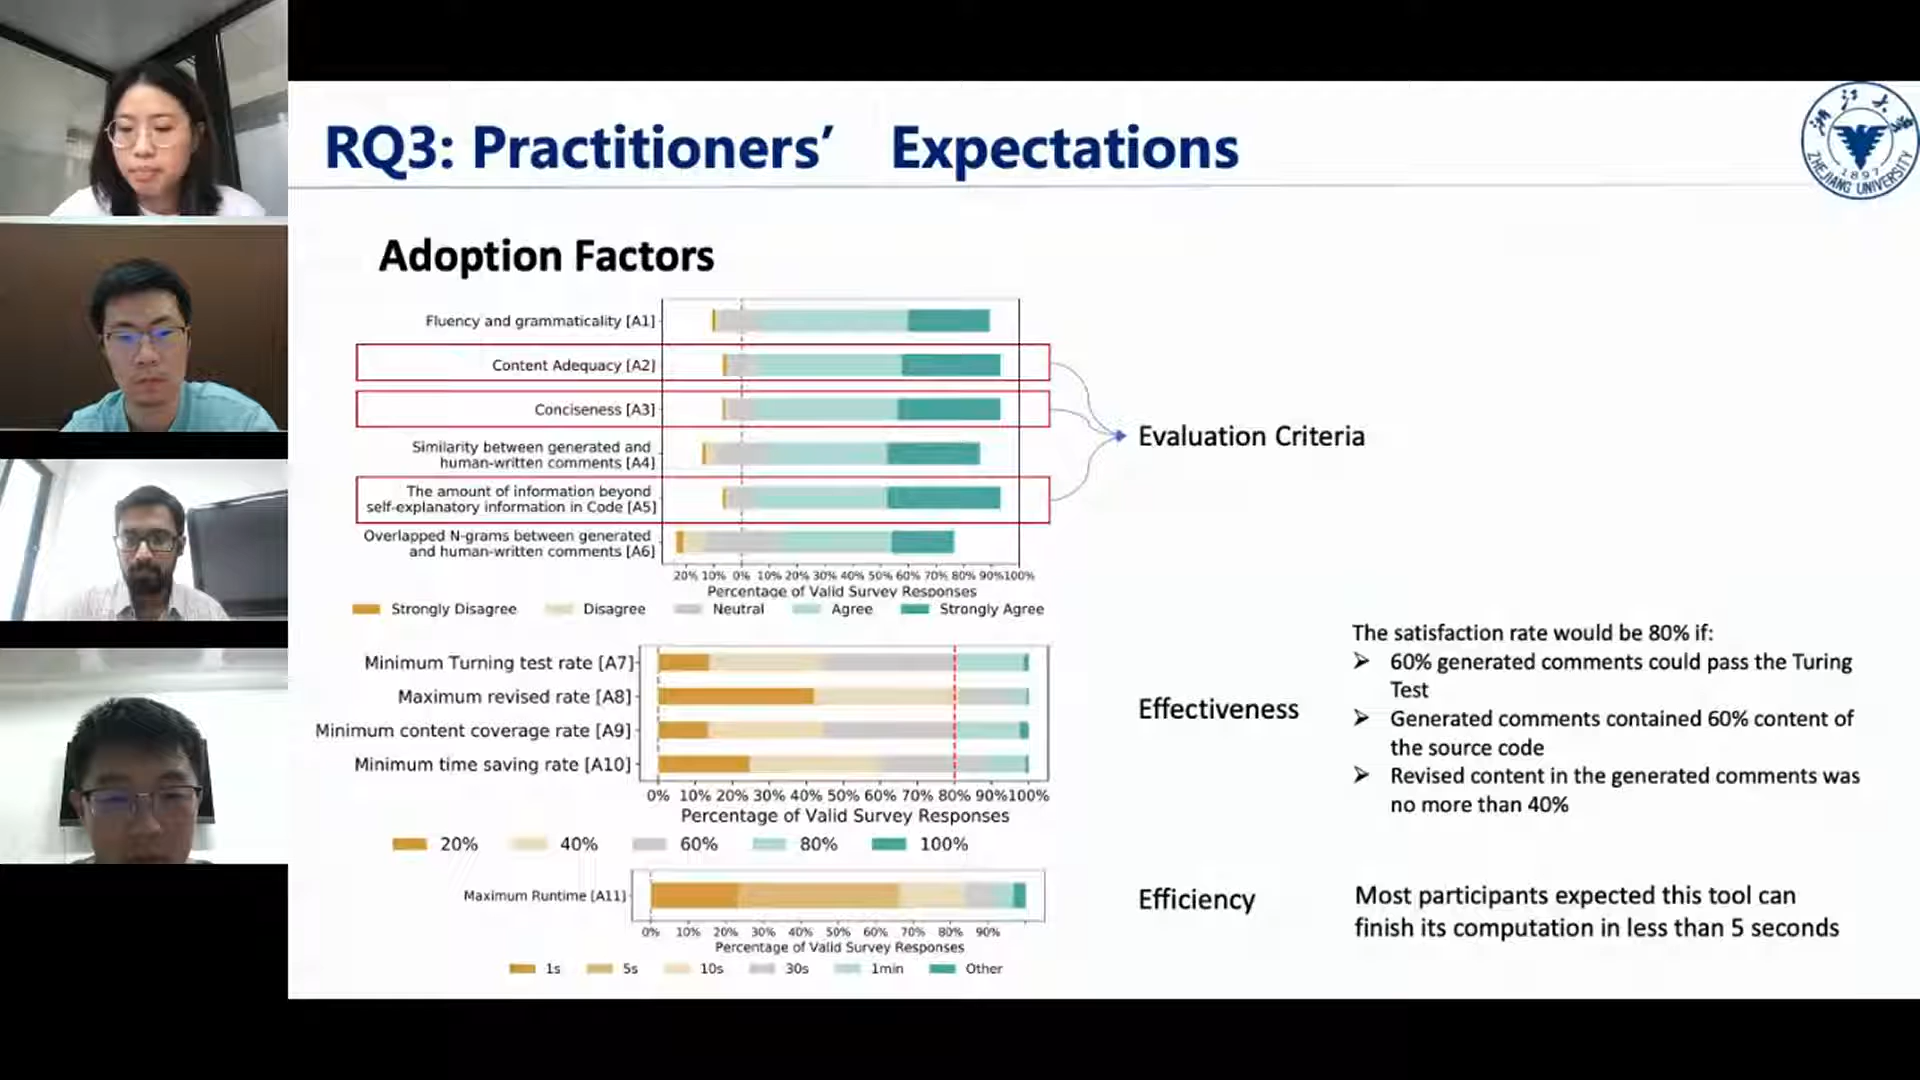 RQ3: Practitioners’ Expectations
浙江大學
ZHEJIANG UNIVERSITY
1897
Adoption Factors
Fluency and grammaticality [A1]
Content Adequacy [A2]
Conciseness [A3]
Similarity between generated and
human-written comments [A4]
The amount of information beyond
self-explanatory information in Code [A5]
Overlapped N-grams between generated
and human-written comments [A6]
20% 10% 0% 10% 20% 30% 40% 50% 60% 70% 80% 90%100%
Percentage of Valid Survey Responses
Strongly Disagree Disagree Neutral Agree Strongly Agree
Evaluation Criteria
Minimum Turning test rate [A7]
Maximum revised rate [A8]
Minimum content coverage rate [A9]
Minimum time saving rate [A10]
0% 10% 20% 30% 40% 50% 60% 70% 80% 90%100%
Percentage of Valid Survey Responses
20% 40% 60% 80% 100%
Effectiveness
The satisfaction rate would be 80% if:
➢ 60% generated comments could pass the Turing
Test
➢ Generated comments contained 60% content of
the source code
➢ Revised content in the generated comments was
no more than 40%
Maximum Runtime [A11]
0% 10% 20% 30% 40% 50% 60% 70% 80% 90%
Percentage of Valid Survey Responses
1s 5s 10s 30s 1min Other
Efficiency
Most participants expected this tool can
finish its computation in less than 5 seconds